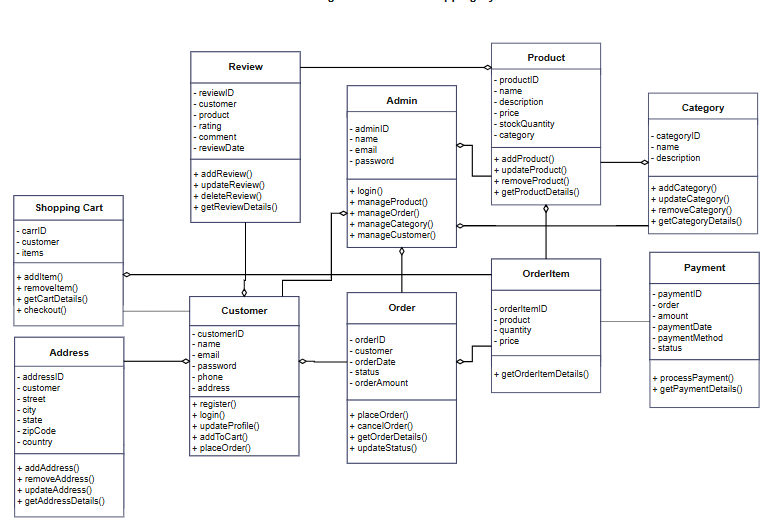 Review
- reviewID
- customer
- product
- rating
- comment
- reviewDate
+ addReview()
+ updateReview()
+ deleteReview()
+ getReviewDetails()
Admin
- adminID
- name
- email
- password
+ login()
+ manageProduct()
+ manageOrder()
+ manageCategory()
+ manageCustomer()
Product
- productID
- name
- description
- price
- stockQuantity
- category
+ addProduct()
+ updateProduct()
+ removeProduct()
+ getProductDetails()
Category
- categoryID
- name
- description
+ addCategory()
+ updateCategory()
+ removeCategory()
+ getCategoryDetails()
Shopping Cart
- carrID
- customer
- items
+ addItem()
+ removeItem()
+ getCartDetails()
+ checkout()
Customer
- customerID
- name
- email
- password
- phone
- address
+ register()
+ login()
+ updateProfile()
+ addToCart()
+ placeOrder()
Order
- orderID
- customer
- orderDate
- status
- orderAmount
+ placeOrder()
+ cancelOrder()
+ getOrderDetails()
+ updateStatus()
OrderItem
- orderItemID
- product
- quantity
- price
+ getOrderItemDetails()
Payment
- paymentID
- order
- amount
- paymentDate
- paymentMethod
- status
+ processPayment()
+ getPaymentDetails()
Address
- addressID
- customer
- street
- city
- state
- zipCode
- country
+ addAddress()
+ removeAddress()
+ updateAddress()
+ getAddressDetails()